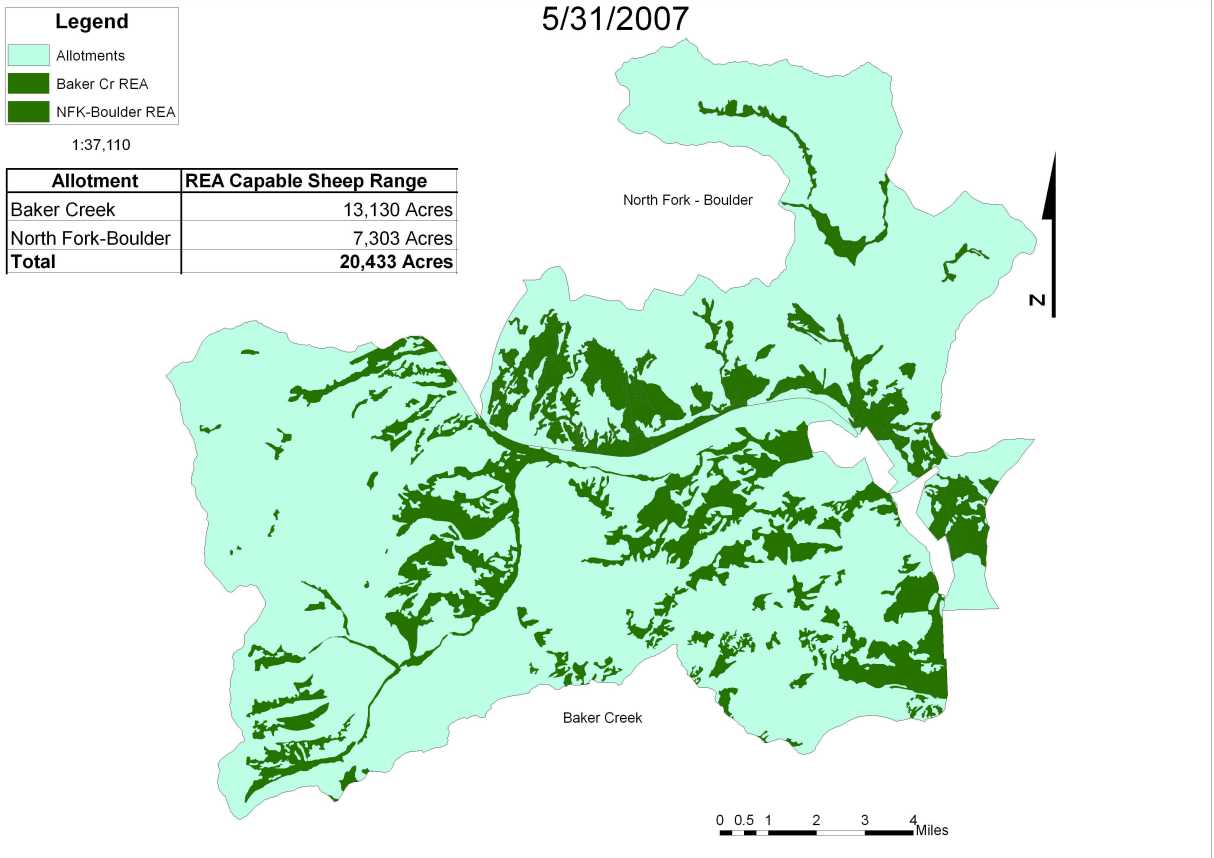 5/31/2007
Legend
Allotments
Baker Cr REA
NFK-Boulder REA
1:37,110
Allotment REA Capable Sheep Range
Baker Creek 13,130 Acres
North Fork-Boulder 7,303 Acres
Total 20,433 Acres
North Fork - Boulder
N
Baker Creek
0 0.5 1 2 3 4
Miles